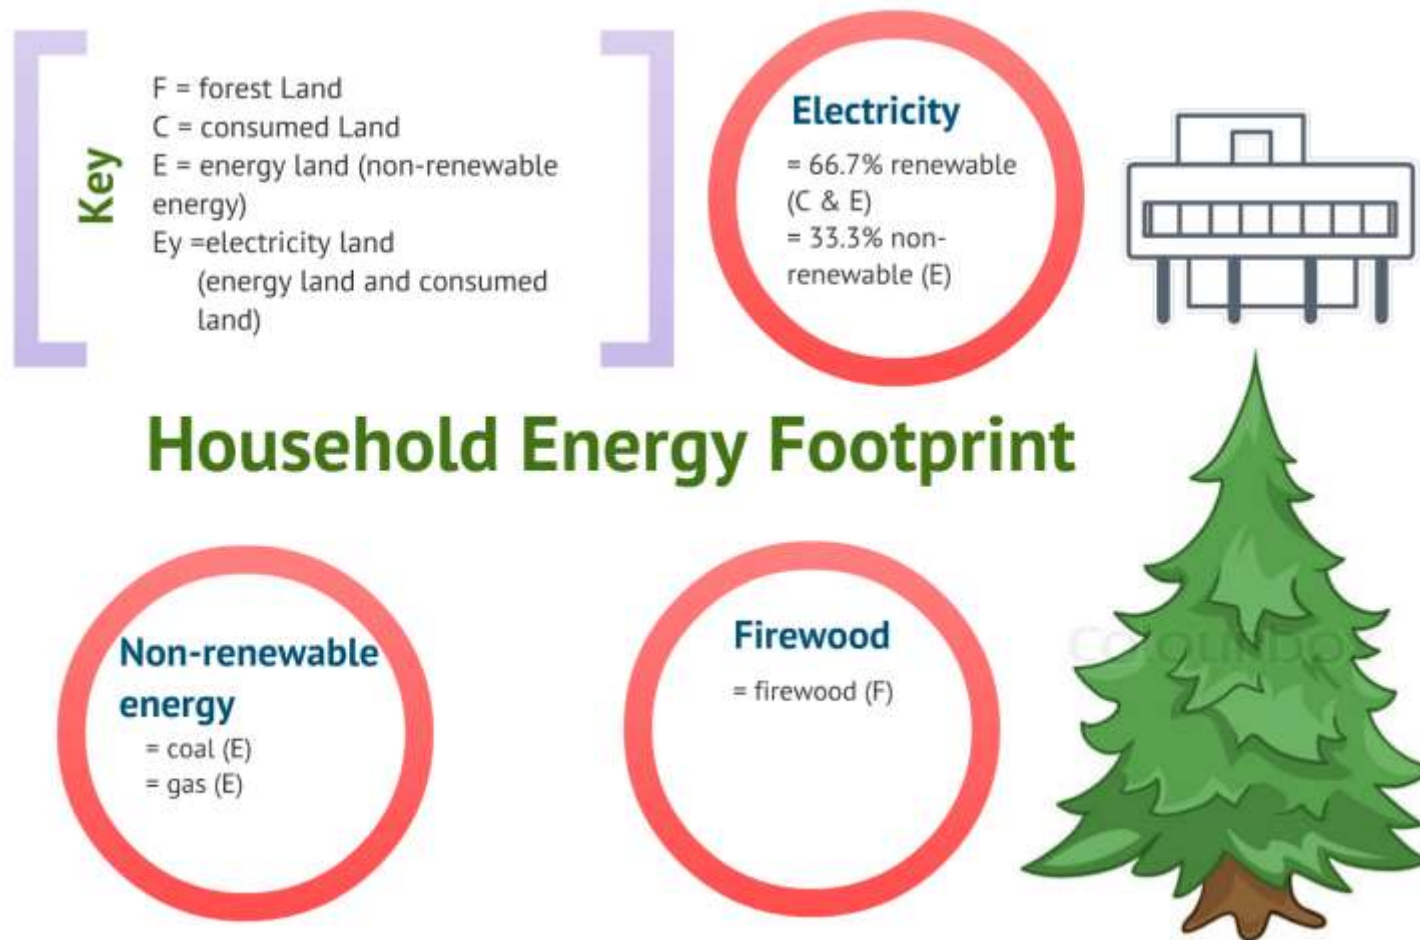 Key
F = forest Land
C = consumed Land
E = energy land (non-renewable
energy)
Ey =electricity land
(energy land and consumed
land)
Electricity
= 66.7% renewable
(C & E)
= 33.3% non-
renewable (E)
Household Energy Footprint
Non-renewable
energy
= coal (E)
= gas (E)
Firewood
= firewood (F)